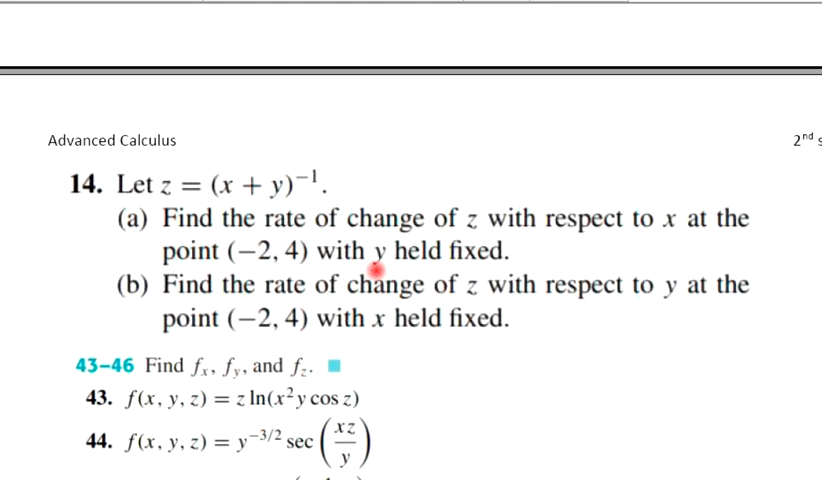 Advanced Calculus
2nd s
14. Let z = (x + y)⁻¹.
(a) Find the rate of change of z with respect to x at the
point (−2, 4) with y held fixed.
(b) Find the rate of change of z with respect to y at the
point (−2, 4) with x held fixed.
43–46 Find fₓ, f_y, and f_z.
43. f(x, y, z) = z ln(x²y cos z)
44. f(x, y, z) = y^(−3/2) sec (xz/y)